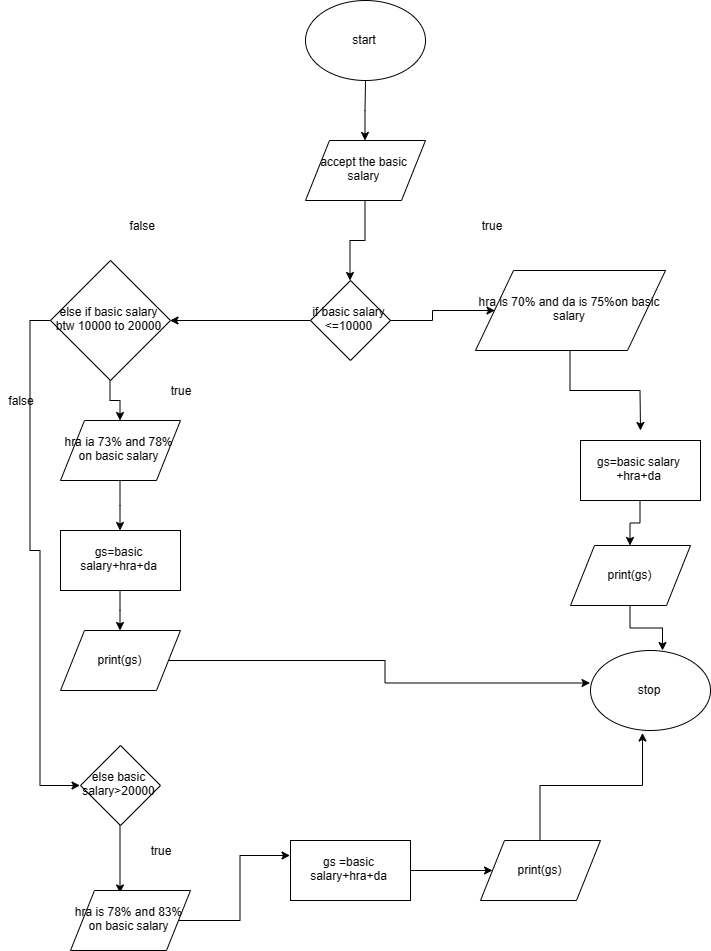 start
accept the basic
salary
false
true
else if basic salary
btw 10000 to 20000
if basic salary
<=10000
hra is 70% and da is 75%on basic
salary
true
false
hra ia 73% and 78%
on basic salary
gs=basic salary
+hra+da
gs=basic
salary+hra+da
print(gs)
print(gs)
stop
else basic
salary>20000
true
gs =basic
salary+hra+da
print(gs)
hra is 78% and 83%
on basic salary